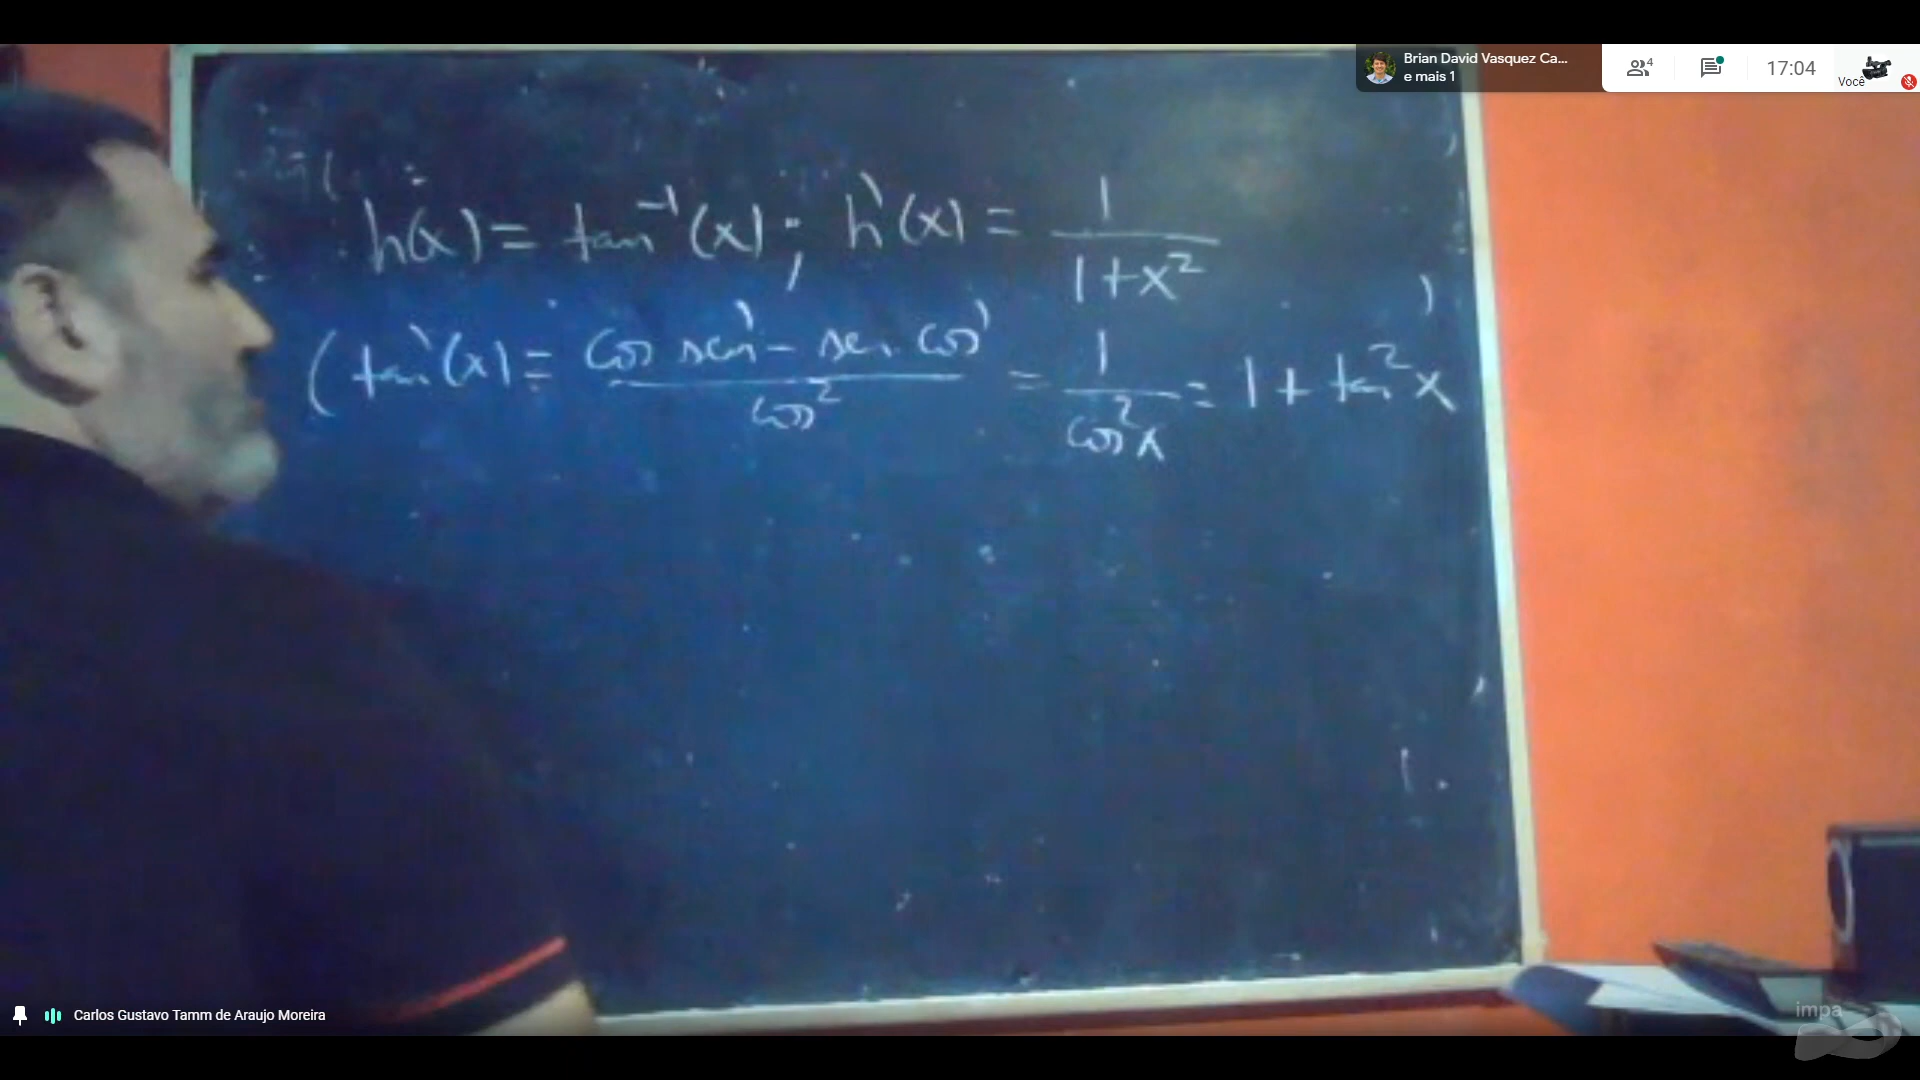 Brian David Vasquez Ca...
e mais 1
4
17:04
Você
h(x) = tan⁻¹(x); h'(x) = 1/(1+x²)
(tan'(x) = (cos sen' - sen cos')/cos² = 1/cos²x = 1 + tan²x
Carlos Gustavo Tamm de Araujo Moreira
impa